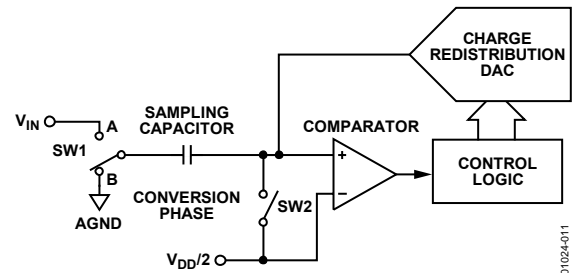 CHARGE
REDISTRIBUTION
DAC
VIN
A
SAMPLING
CAPACITOR
COMPARATOR
SW1
+
B
CONVERSION
PHASE
SW2
–
CONTROL
LOGIC
AGND
VDD/2
01024-011